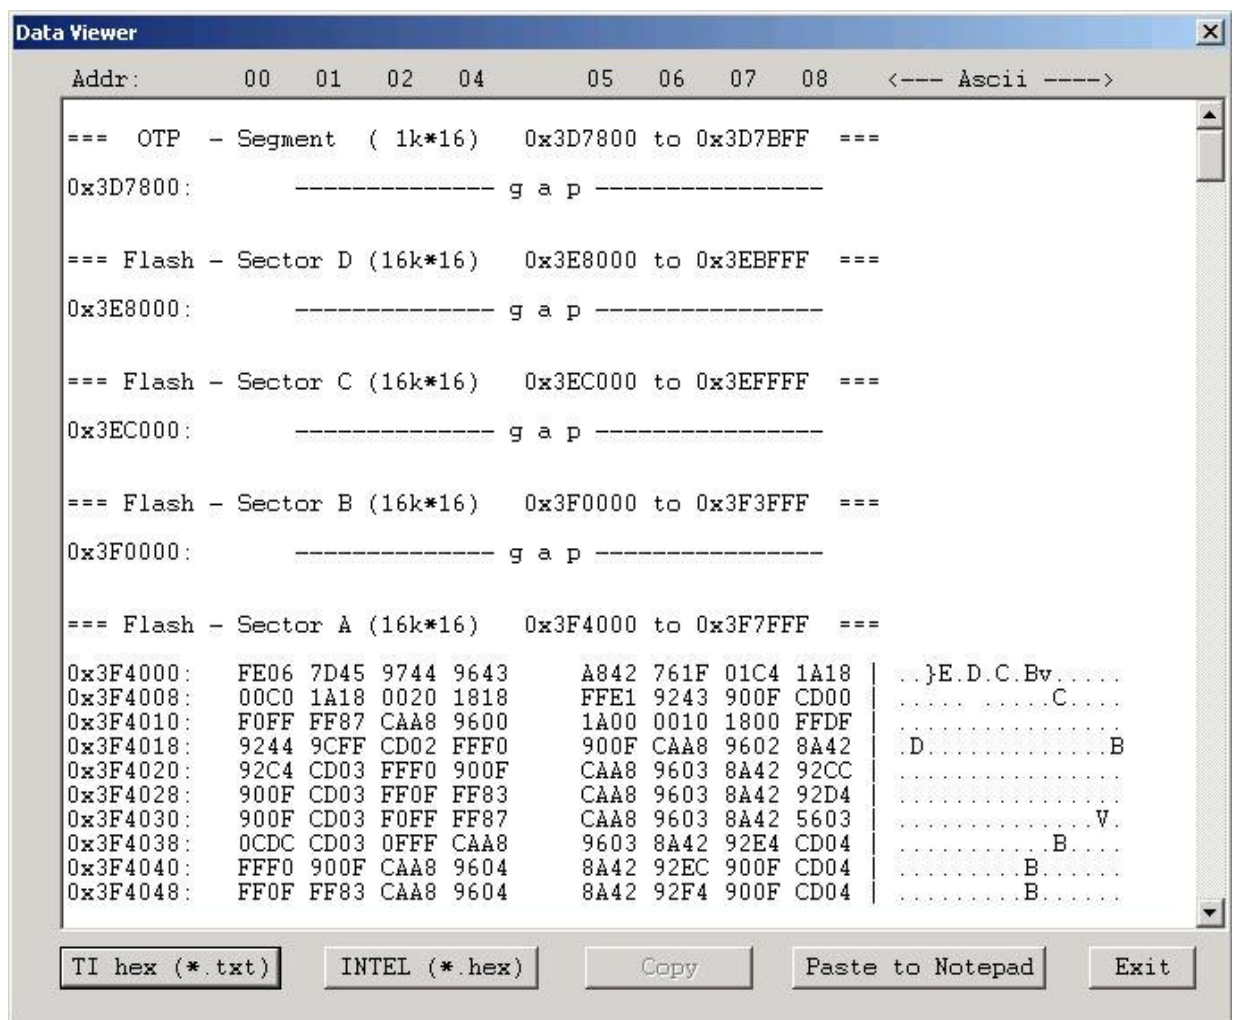 Data Viewer
Addr: 00 01 02 04 05 06 07 08 <--- Ascii ---->
=== OTP - Segment ( 1k*16) 0x3D7800 to 0x3D7BFF ===
0x3D7800: -------------- g a p ----------------
=== Flash - Sector D (16k*16) 0x3E8000 to 0x3EBFFF ===
0x3E8000: -------------- g a p ----------------
=== Flash - Sector C (16k*16) 0x3EC000 to 0x3EFFFF ===
0x3EC000: -------------- g a p ----------------
=== Flash - Sector B (16k*16) 0x3F0000 to 0x3F3FFF ===
0x3F0000: -------------- g a p ----------------
=== Flash - Sector A (16k*16) 0x3F4000 to 0x3F7FFF ===
0x3F4000: FE06 7D45 9744 9643 A842 761F 01C4 1A18 | ..}E.D.C.Bv.....
0x3F4008: 00C0 1A18 0020 1818 FFE1 9243 900F CD00 | ..... .....C....
0x3F4010: F0FF FF87 CAA8 9600 1A00 0010 1800 FFDF | ................
0x3F4018: 9244 9CFF CD02 FFF0 900F CAA8 9602 8A42 | .D.............B
0x3F4020: 92C4 CD03 FFF0 900F CAA8 9603 8A42 92CC | ................
0x3F4028: 900F CD03 FF0F FF83 CAA8 9603 8A42 92D4 | ................
0x3F4030: 900F CD03 F0FF FF87 CAA8 9603 8A42 5603 | ..............V.
0x3F4038: 0CDC CD03 0FFF CAA8 9603 8A42 92E4 CD04 | ...........B....
0x3F4040: FFF0 900F CAA8 9604 8A42 92EC 900F CD04 | .........B......
0x3F4048: FF0F FF83 CAA8 9604 8A42 92F4 900F CD04 | .........B......
TI hex (*.txt) INTEL (*.hex) Copy Paste to Notepad Exit